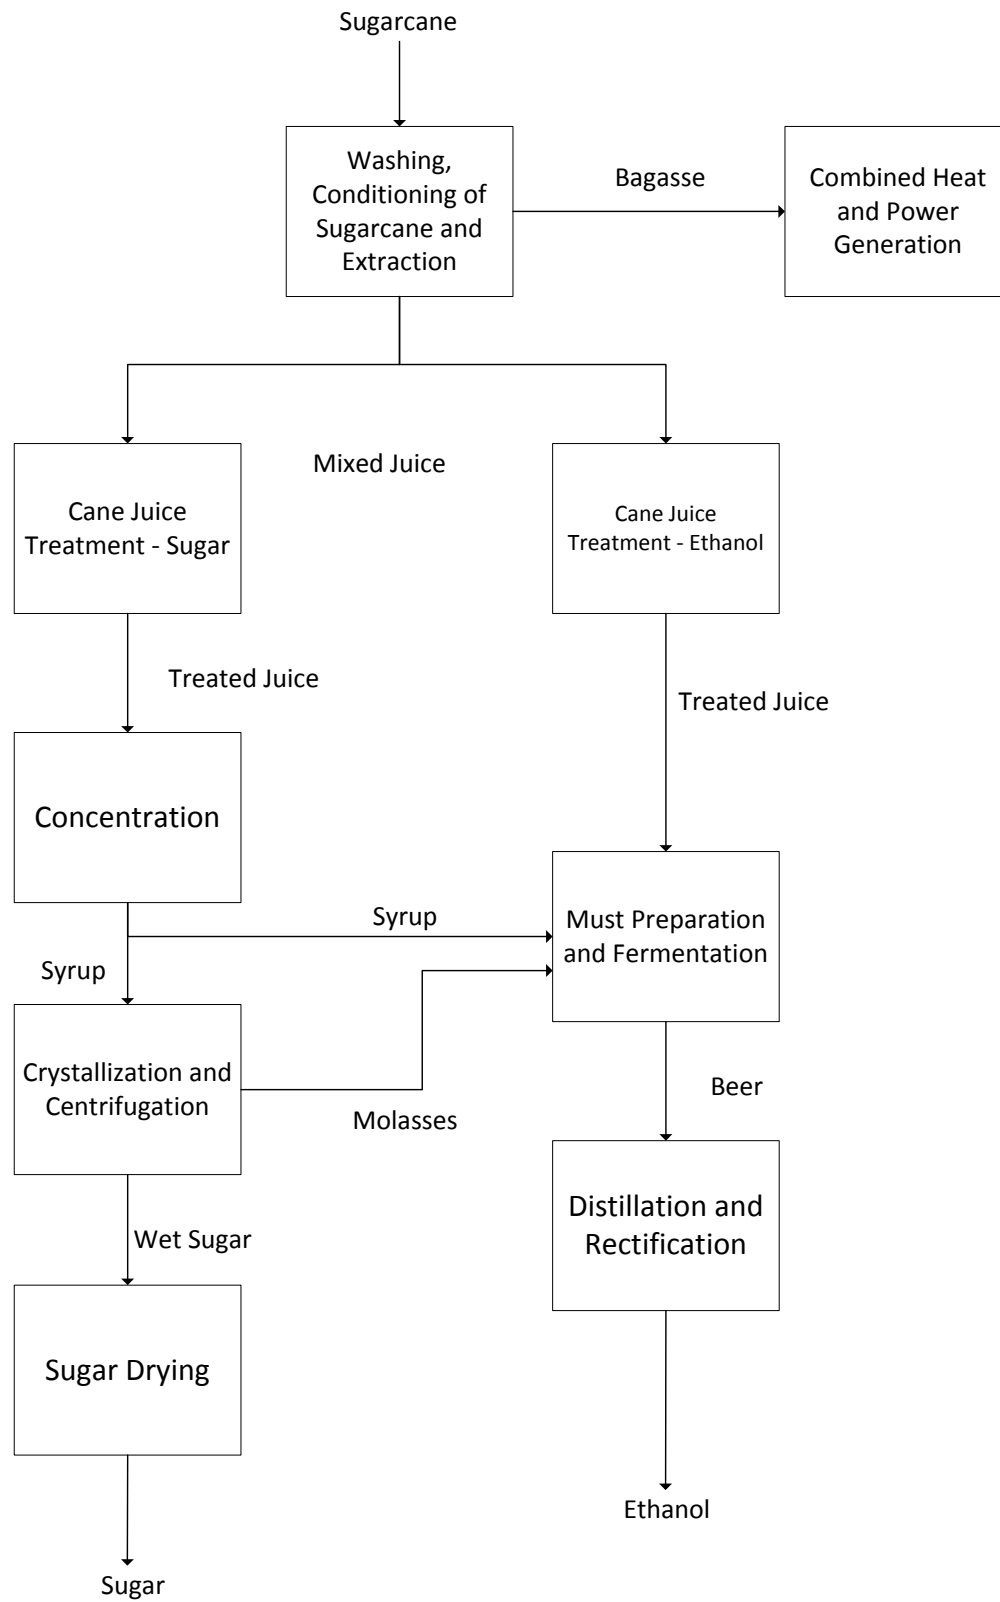 Sugarcane
Washing,
Conditioning of
Sugarcane and
Extraction
Bagasse
Combined Heat
and Power
Generation
Mixed Juice
Cane Juice
Treatment - Sugar
Cane Juice
Treatment - Ethanol
Treated Juice
Treated Juice
Concentration
Syrup
Must Preparation
and Fermentation
Syrup
Crystallization and
Centrifugation
Molasses
Beer
Distillation and
Rectification
Wet Sugar
Sugar Drying
Ethanol
Sugar